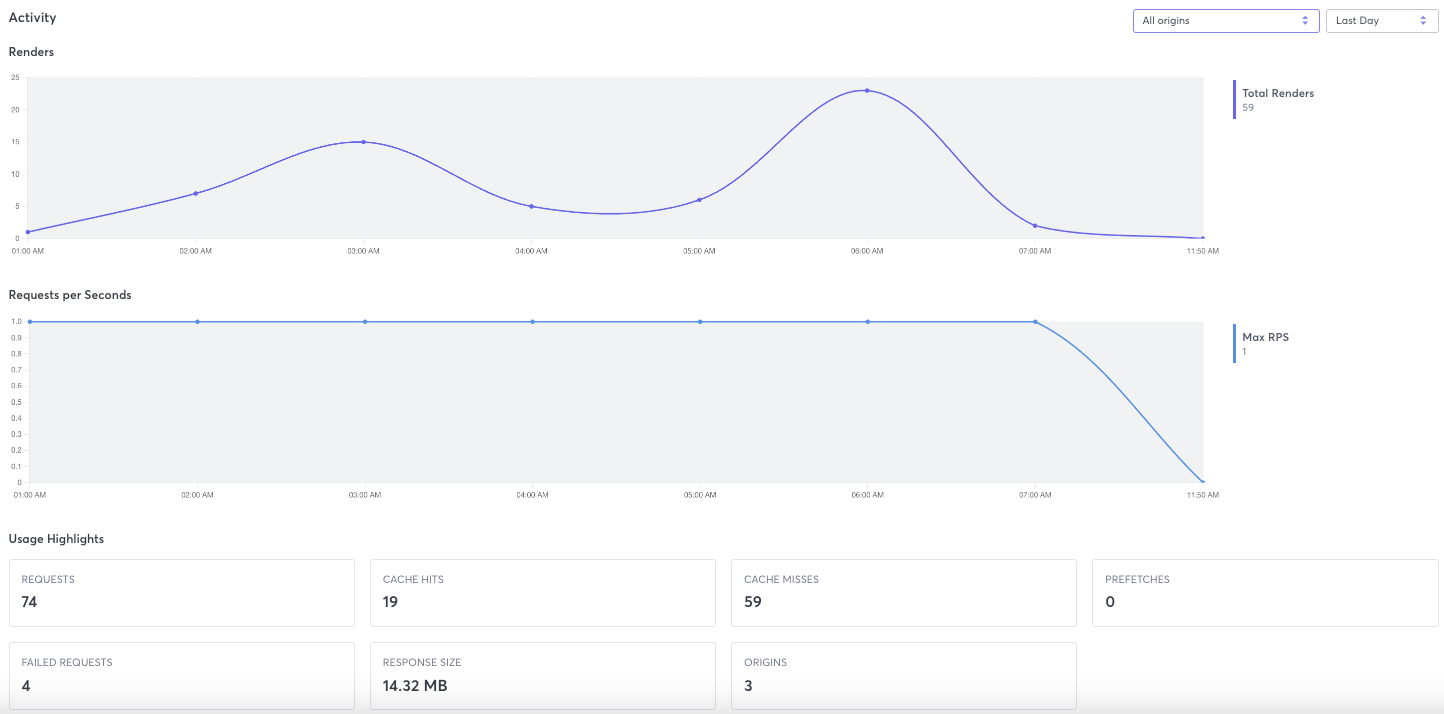 Activity
All origins
Last Day
Renders
25
20
15
10
5
0
01:00 AM 02:00 AM 03:00 AM 04:00 AM 05:00 AM 06:00 AM 07:00 AM 11:50 AM
Total Renders
59
Requests per Seconds
1.0
0.9
0.8
0.7
0.6
0.5
0.4
0.3
0.2
0.1
0
01:00 AM 02:00 AM 03:00 AM 04:00 AM 05:00 AM 06:00 AM 07:00 AM 11:50 AM
Max RPS
1
Usage Highlights
REQUESTS
74
CACHE HITS
19
CACHE MISSES
59
PREFETCHES
0
FAILED REQUESTS
4
RESPONSE SIZE
14.32 MB
ORIGINS
3